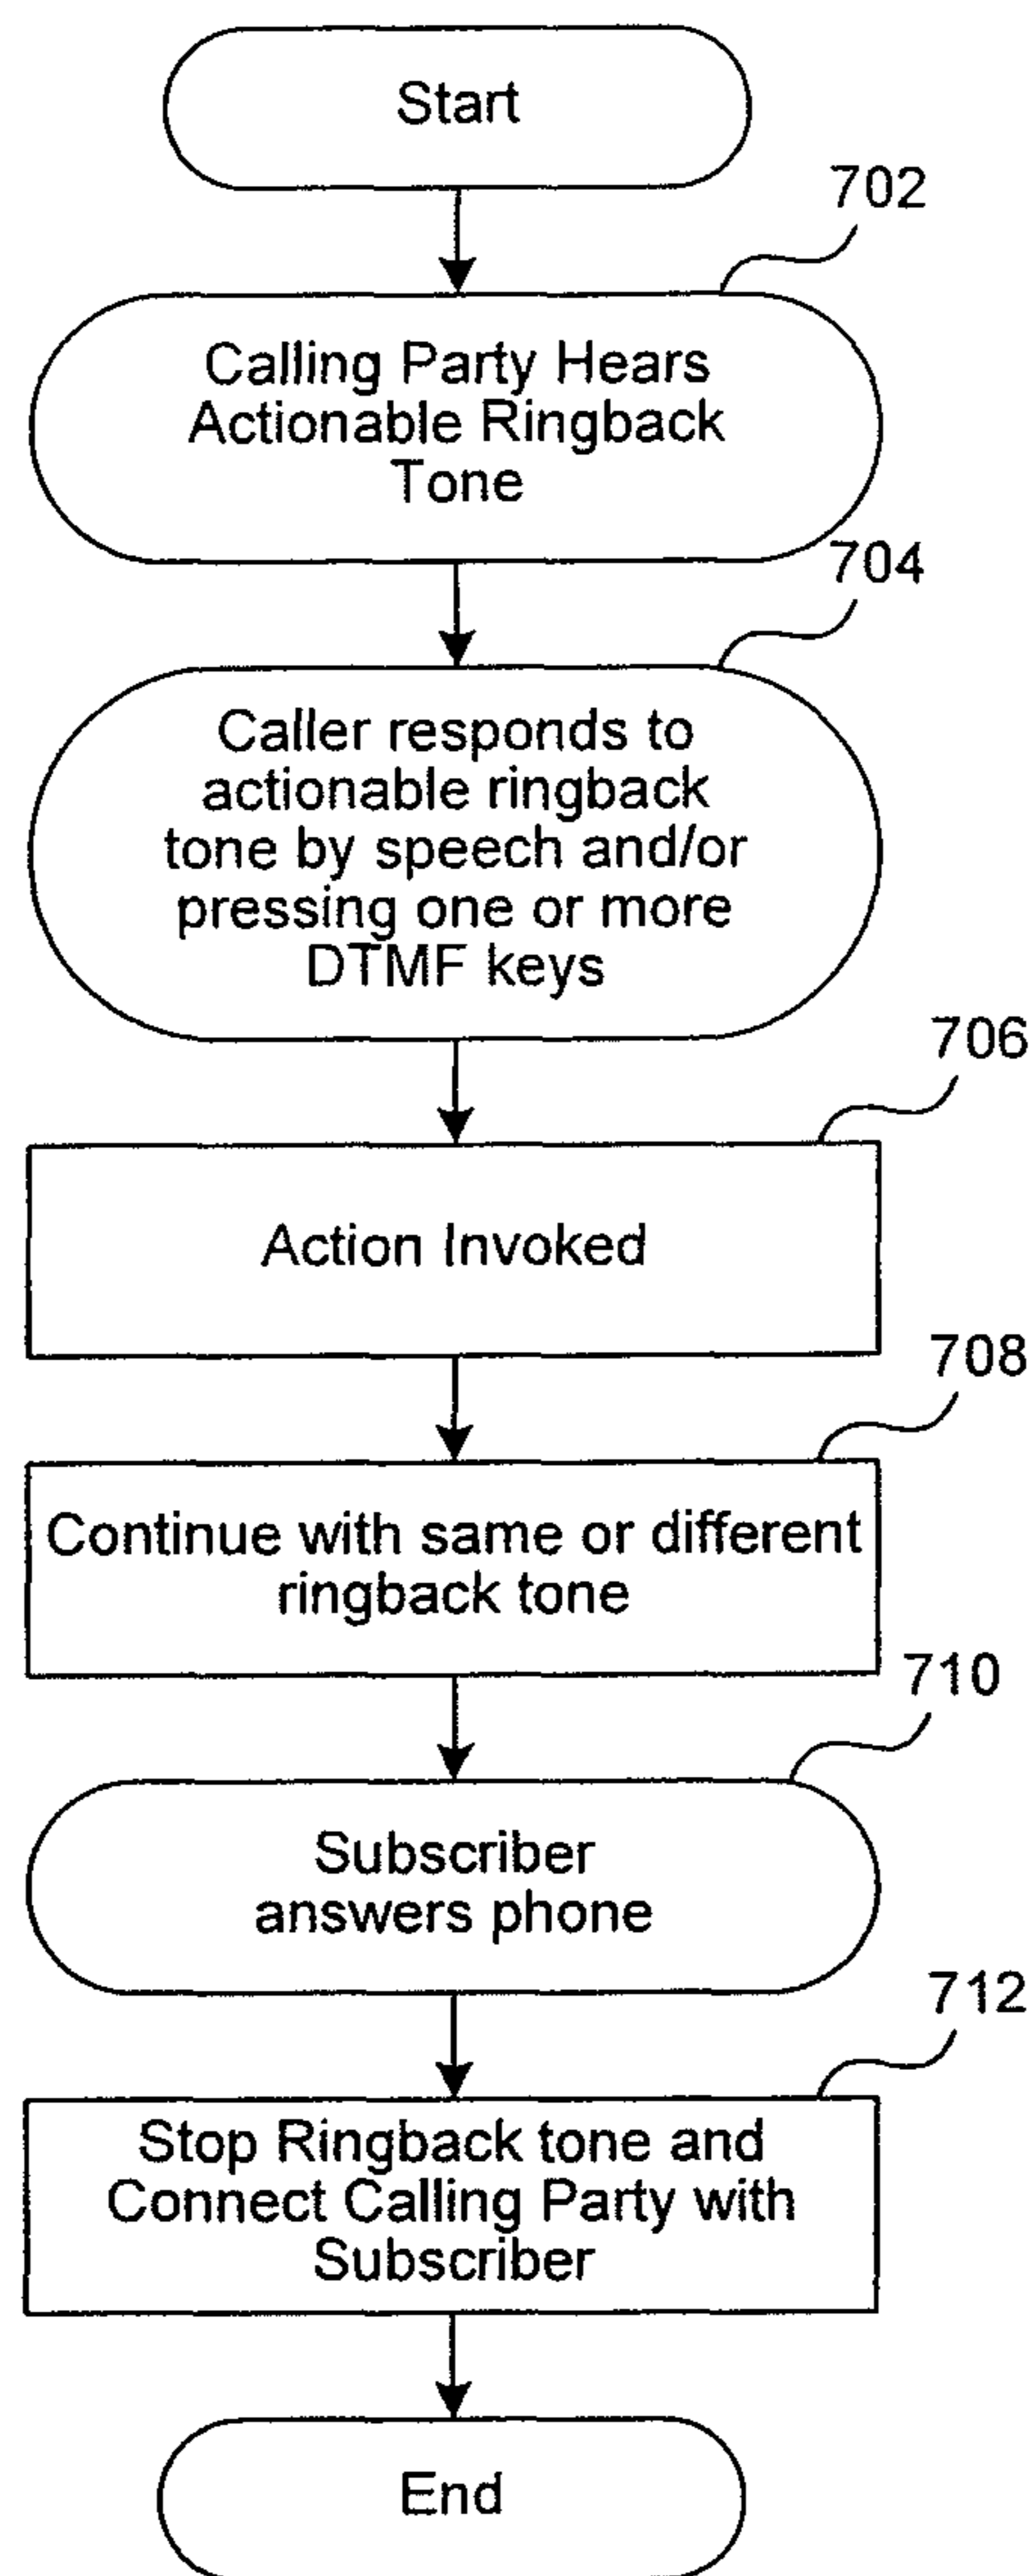 Start
702
Calling Party Hears
Actionable Ringback
Tone
704
Caller responds to
actionable ringback
tone by speech and/or
pressing one or more
DTMF keys
706
Action Invoked
708
Continue with same or different
ringback tone
710
Subscriber
answers phone
712
Stop Ringback tone and
Connect Calling Party with
Subscriber
End